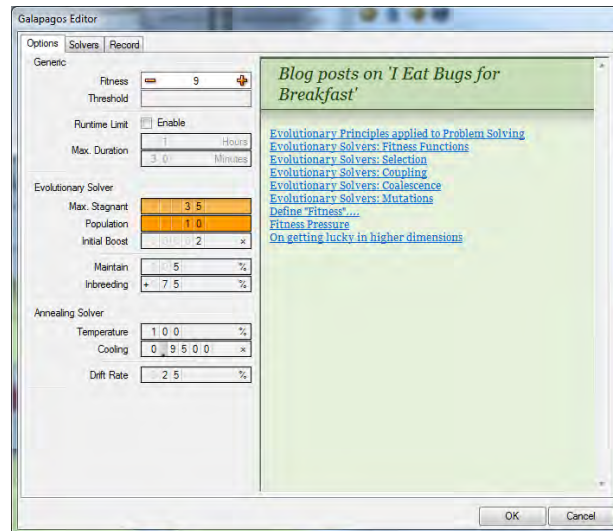 Galapagos Editor
Options Solvers Record
Generic
Fitness 9
Threshold
Runtime Limit Enable
Max. Duration 1 Hours
30 Minutes
Evolutionary Solver
Max. Stagnant 35
Population 10
Initial Boost 2 x
Maintain 5 %
Inbreeding + 75 %
Annealing Solver
Temperature 100 %
Cooling 0.9500 x
Drift Rate 25 %
Blog posts on 'I Eat Bugs for
Breakfast'
Evolutionary Principles applied to Problem Solving
Evolutionary Solvers: Fitness Functions
Evolutionary Solvers: Selection
Evolutionary Solvers: Coupling
Evolutionary Solvers: Coalescence
Evolutionary Solvers: Mutations
Define "Fitness"....
Fitness Pressure
On getting lucky in higher dimensions
OK Cancel